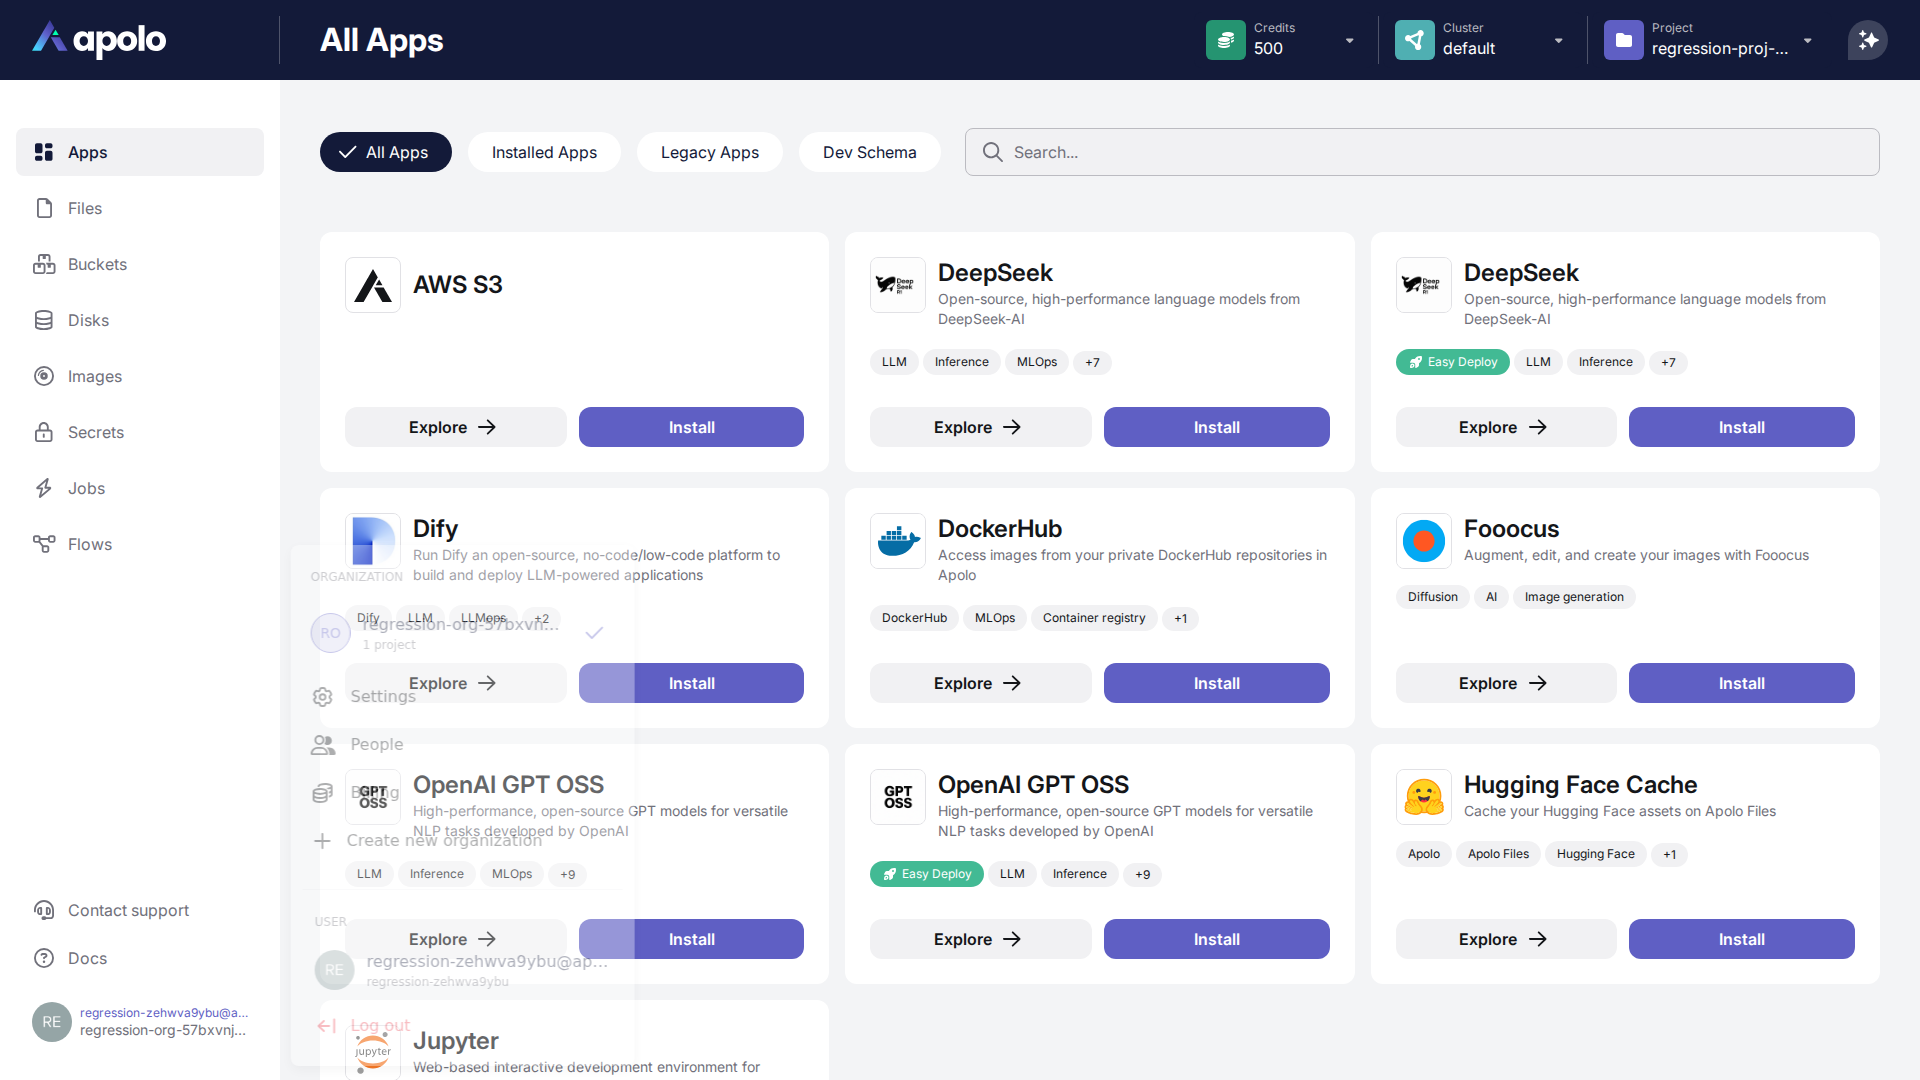 apolo
All Apps
Credits
500
Cluster
default
Project
regression-proj-...
Apps
Files
Buckets
Disks
Images
Secrets
Jobs
Flows
Contact support
Docs
RE
regression-zehwva9ybu@a...
regression-org-57bxvnj...
All Apps
Installed Apps
Legacy Apps
Dev Schema
Search...
AWS S3
Explore
Install
DeepSeek
Open-source, high-performance language models from
DeepSeek-AI
LLM
Inference
MLOps
+7
Explore
Install
DeepSeek
Open-source, high-performance language models from
DeepSeek-AI
Easy Deploy
LLM
Inference
+7
Explore
Install
Dify
Run Dify an open-source, no-code/low-code platform to
build and deploy LLM-powered applications
Dify
LLM
LLMops
+2
Explore
Install
DockerHub
Access images from your private DockerHub repositories in
Apolo
DockerHub
MLOps
Container registry
+1
Explore
Install
Fooocus
Augment, edit, and create your images with Fooocus
Diffusion
AI
Image generation
Explore
Install
GPT
OSS
OpenAI GPT OSS
High-performance, open-source GPT models for versatile
NLP tasks developed by OpenAI
LLM
Inference
MLOps
+9
Explore
Install
GPT
OSS
OpenAI GPT OSS
High-performance, open-source GPT models for versatile
NLP tasks developed by OpenAI
Easy Deploy
LLM
Inference
+9
Explore
Install
Hugging Face Cache
Cache your Hugging Face assets on Apolo Files
Apolo
Apolo Files
Hugging Face
+1
Explore
Install
jupyter
Jupyter
Web-based interactive development environment for
ORGANIZATION
RO
regression-org-57bxvn...
1 project
Settings
People
Billing
Create new organization
USER
RE
regression-zehwva9ybu@ap...
regression-zehwva9ybu
Log out